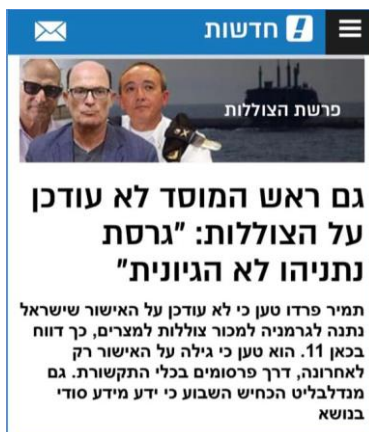 חדשות
פרשת הצוללות
גם ראש המוסד לא עודכן
על הצוללות: "גרסת
נתניהו לא הגיונית"
תמיר פרדו טען כי לא עודכן על האישור שישראל
נתנה לגרמניה למכור צוללות למצרים, כך דווח
בכאן 11. הוא טען כי גילה על האישור רק
לאחרונה, דרך פרסומים בכלי התקשורת. גם
מנדלבליט הכחיש השבוע כי ידע מידע סודי
בנושא